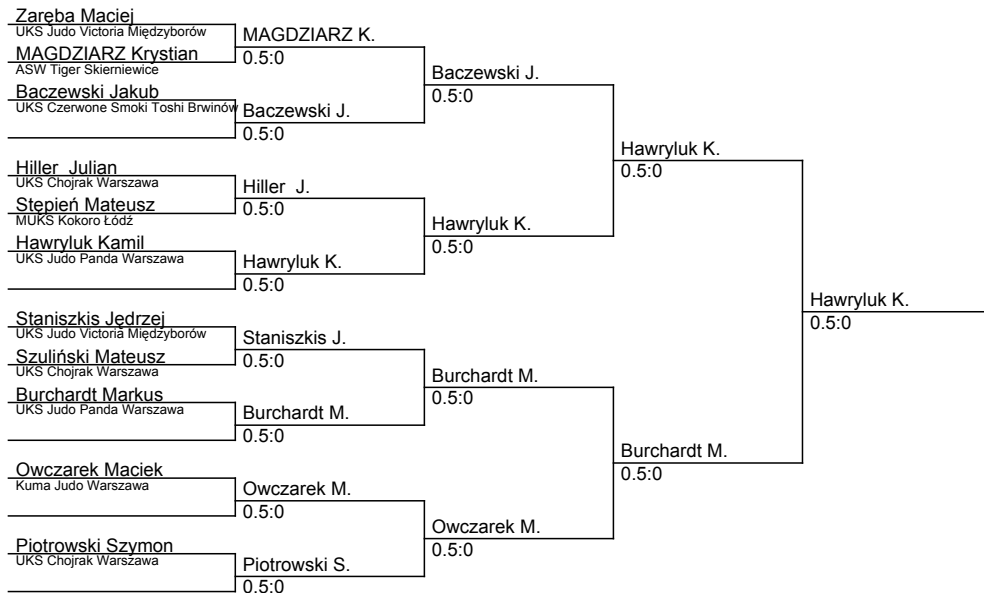 Zaręba Maciej
UKS Judo Victoria Międzyborów
MAGDZIARZ Krystian
ASW Tiger Skierniewice
Baczewski Jakub
UKS Czerwone Smoki Toshi Brwinów
Hiller  Julian
UKS Chojrak Warszawa
Stępień Mateusz
MUKS Kokoro Łódź
Hawryluk Kamil
UKS Judo Panda Warszawa
Staniszkis Jędrzej
UKS Judo Victoria Międzyborów
Szuliński Mateusz
UKS Chojrak Warszawa
Burchardt Markus
UKS Judo Panda Warszawa
Owczarek Maciek
Kuma Judo Warszawa
Piotrowski Szymon
UKS Chojrak Warszawa
MAGDZIARZ K.
0.5:0
Baczewski J.
0.5:0
Hiller  J.
0.5:0
Hawryluk K.
0.5:0
Staniszkis J.
0.5:0
Burchardt M.
0.5:0
Owczarek M.
0.5:0
Piotrowski S.
0.5:0
Baczewski J.
0.5:0
Hawryluk K.
0.5:0
Burchardt M.
0.5:0
Owczarek M.
0.5:0
Hawryluk K.
0.5:0
Burchardt M.
0.5:0
Hawryluk K.
0.5:0